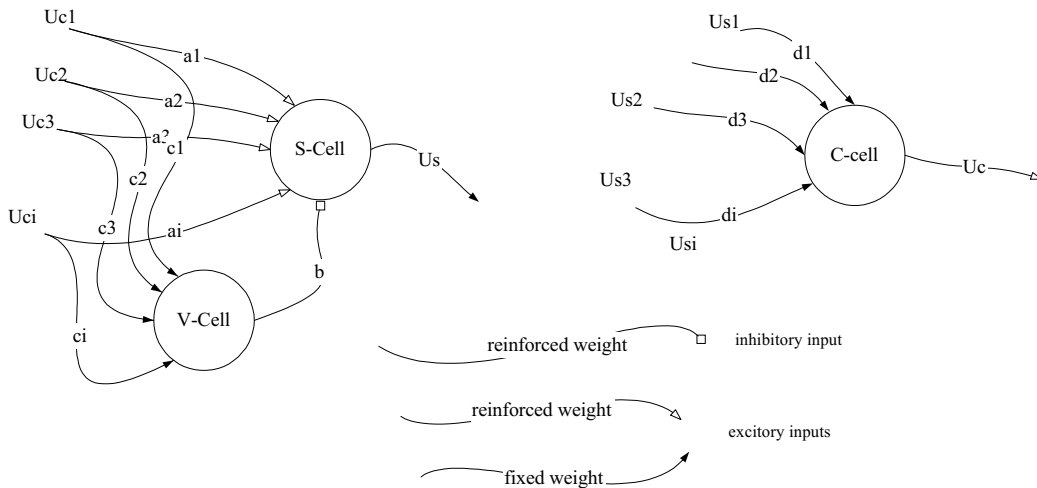 Uc1
Uc2
Uc3
Uci
a1
a2
a2
c1
c2
c3
ai
ci
S-Cell
V-Cell
Us
b
Us1
Us2
Us3
Usi
d1
d2
d3
di
C-cell
Uc
reinforced weight
inhibitory input
reinforced weight
excitory inputs
fixed weight